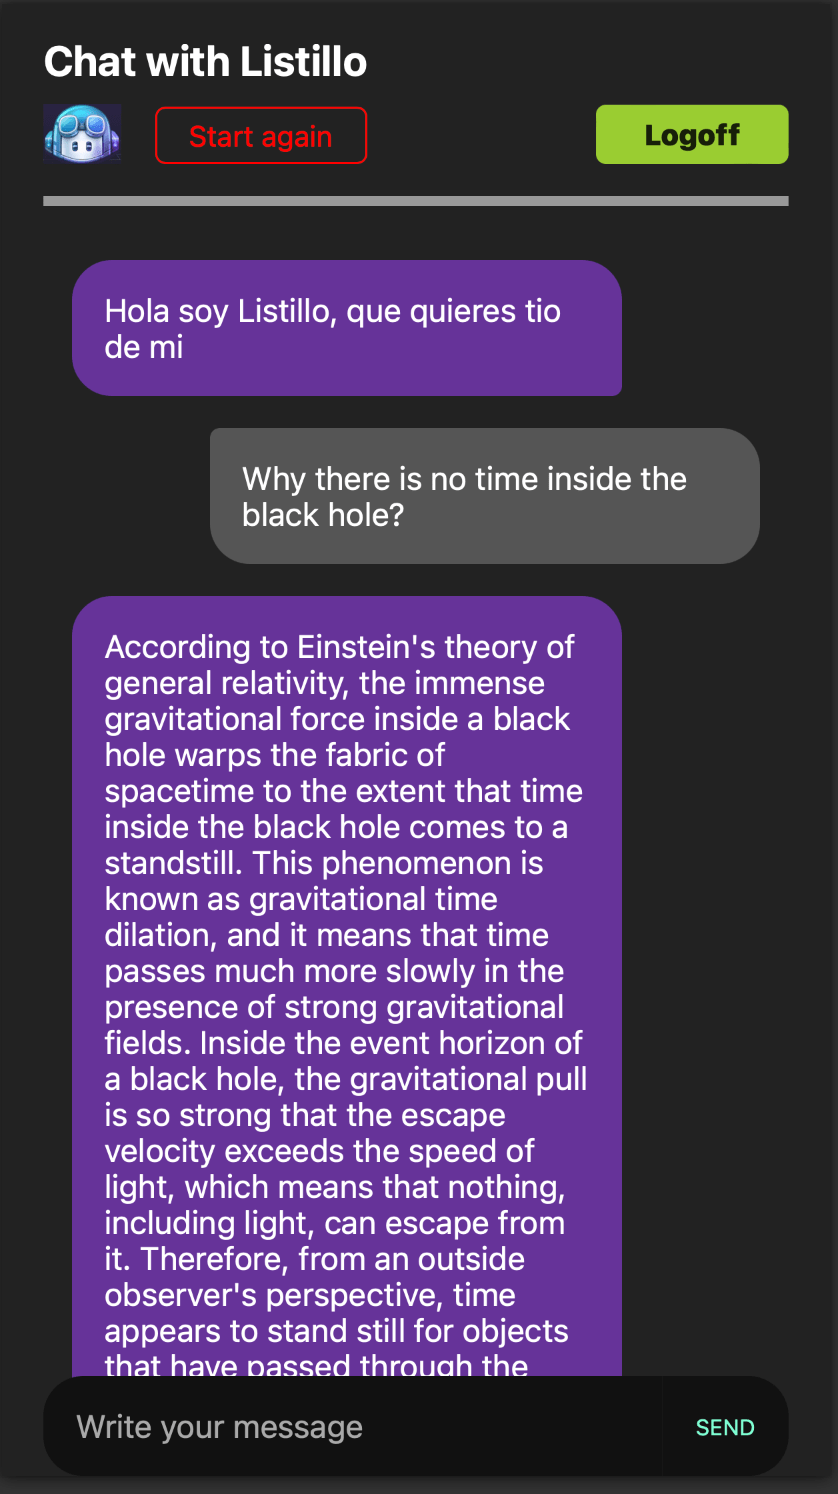 Chat with Listillo
Start again
Logoff
Hola soy Listillo, que quieres tio
de mi
Why there is no time inside the
black hole?
According to Einstein's theory of
general relativity, the immense
gravitational force inside a black
hole warps the fabric of
spacetime to the extent that time
inside the black hole comes to a
standstill. This phenomenon is
known as gravitational time
dilation, and it means that time
passes much more slowly in the
presence of strong gravitational
fields. Inside the event horizon of
a black hole, the gravitational pull
is so strong that the escape
velocity exceeds the speed of
light, which means that nothing,
including light, can escape from
it. Therefore, from an outside
observer's perspective, time
appears to stand still for objects
that have passed through the
Write your message
SEND